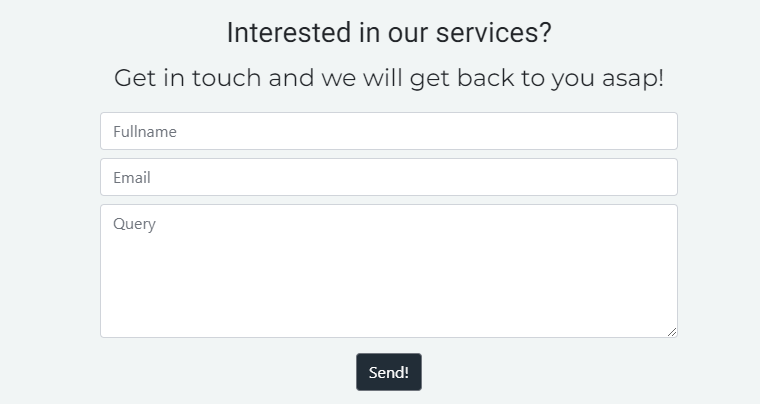 Interested in our services?
Get in touch and we will get back to you asap!
Fullname
Email
Query
Send!